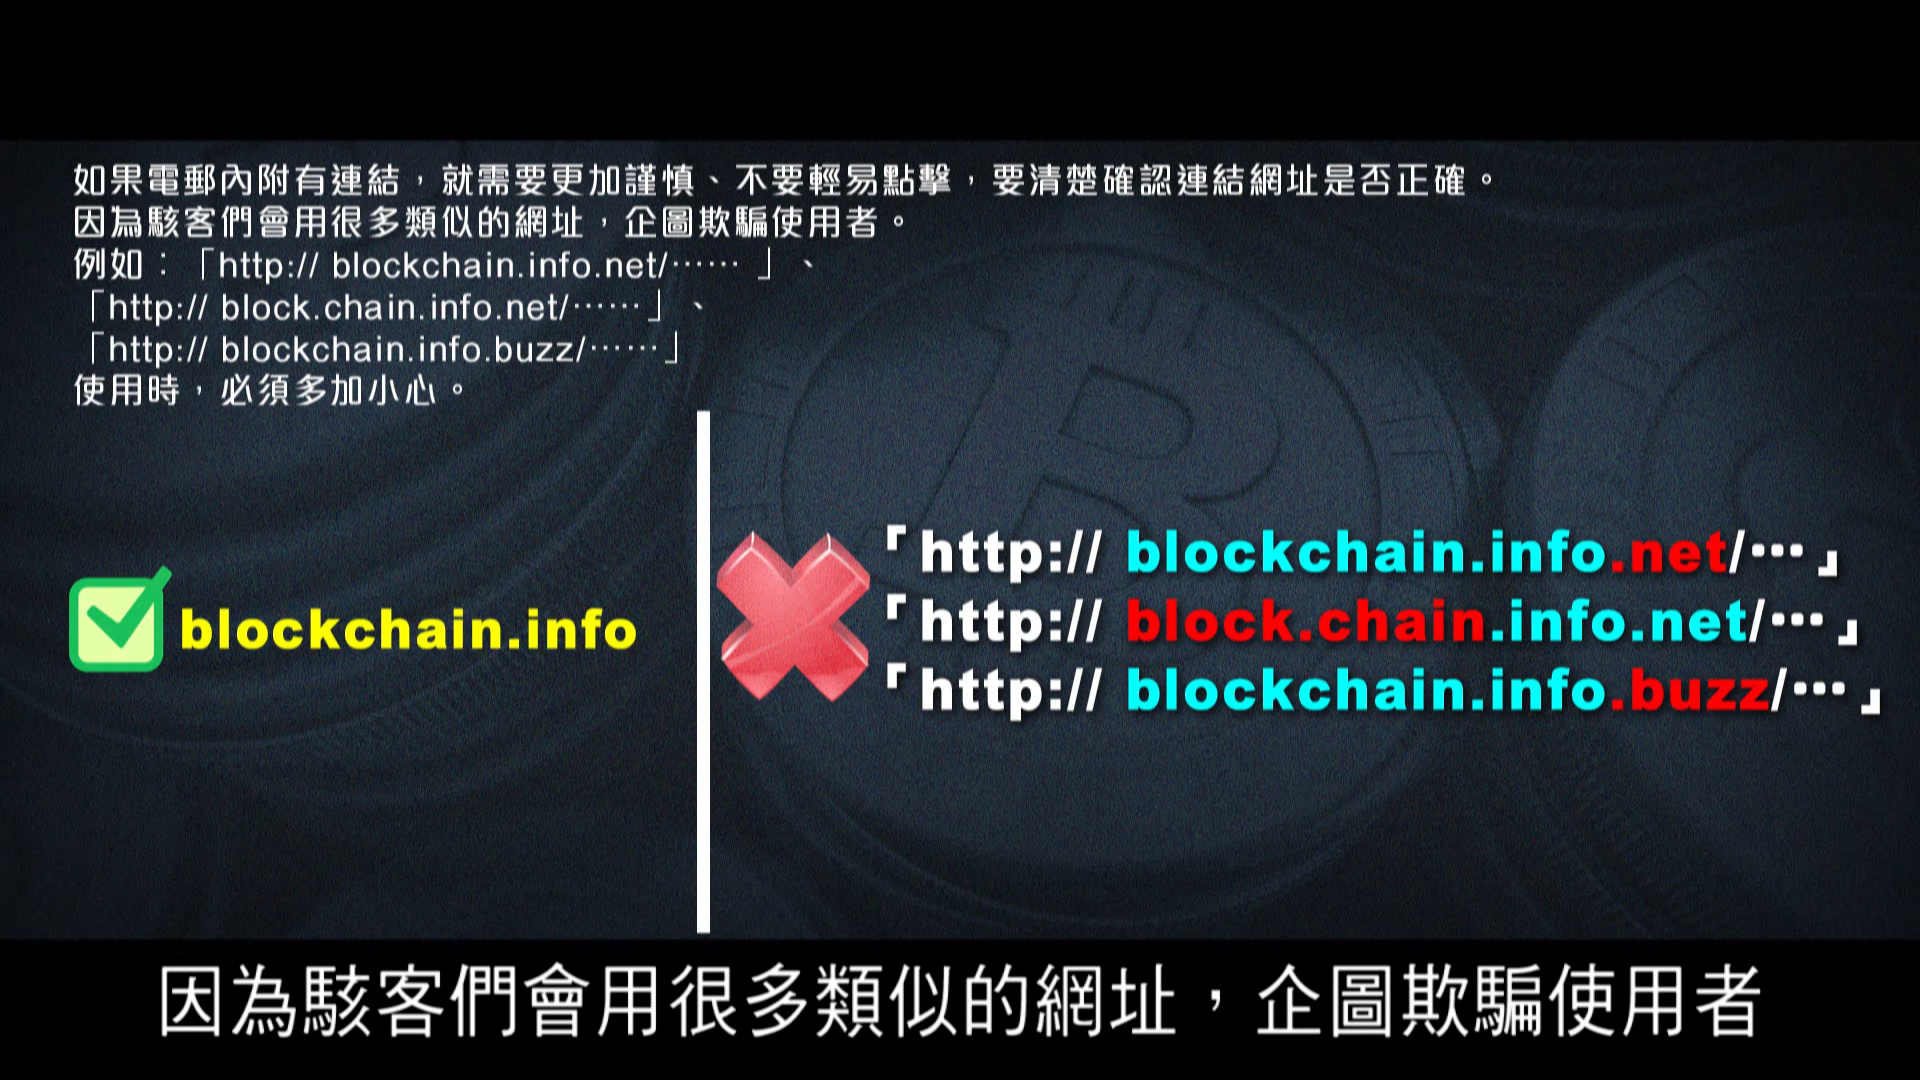 如果電郵內附有連結，就需要更加謹慎、不要輕易點擊，要清楚確認連結網址是否正確。
因為駭客們會用很多類似的網址，企圖欺騙使用者。
例如：「http:// blockchain.info.net/⋯⋯ 」、
「http:// block.chain.info.net/⋯⋯」、
「http:// blockchain.info.buzz/⋯⋯」
使用時，必須多加小心。
blockchain.info
「http:// blockchain.info.net/⋯」
「http:// block.chain.info.net/⋯」
「http:// blockchain.info.buzz/⋯」
因為駭客們會用很多類似的網址，企圖欺騙使用者